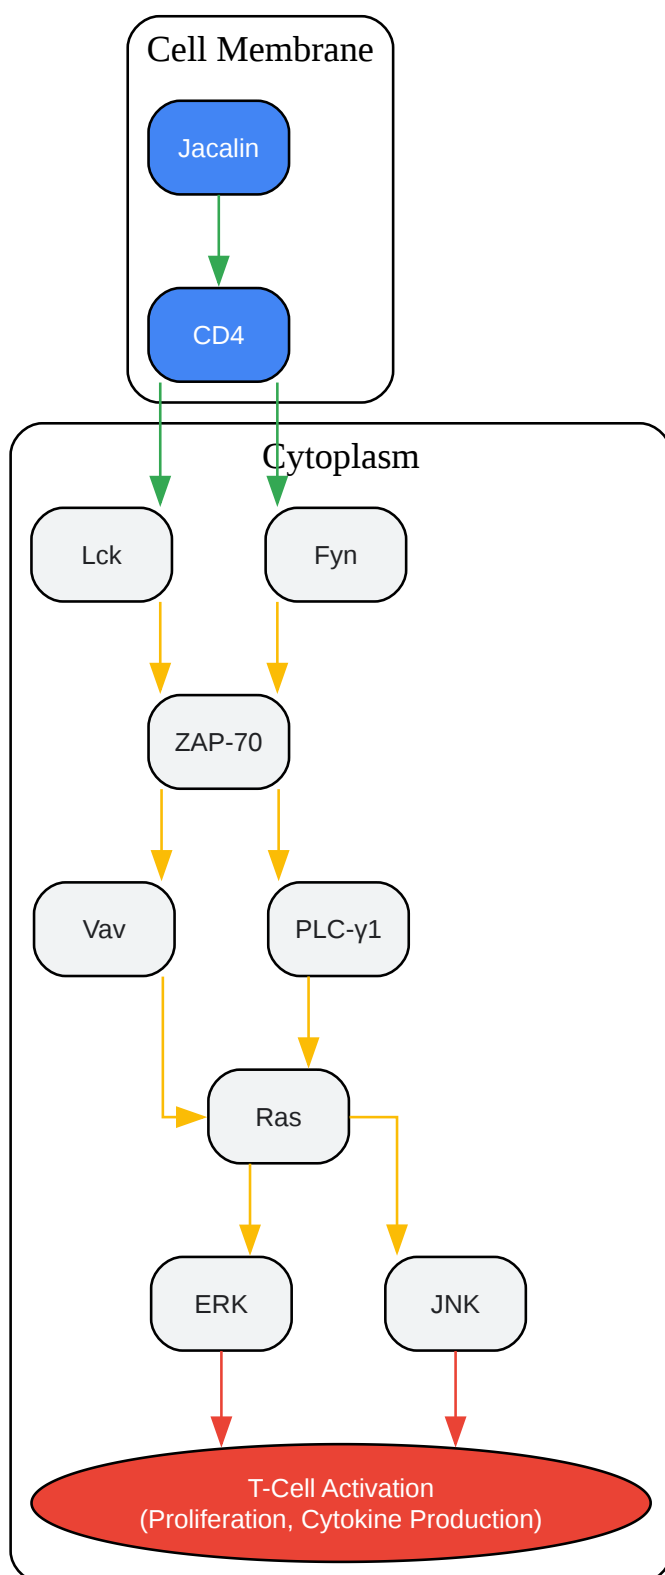 Cell Membrane
Jacalin
CD4
Cytoplasm
Lck
Fyn
ZAP-70
Vav
PLC-γ1
Ras
ERK
JNK
T-Cell Activation
(Proliferation, Cytokine Production)